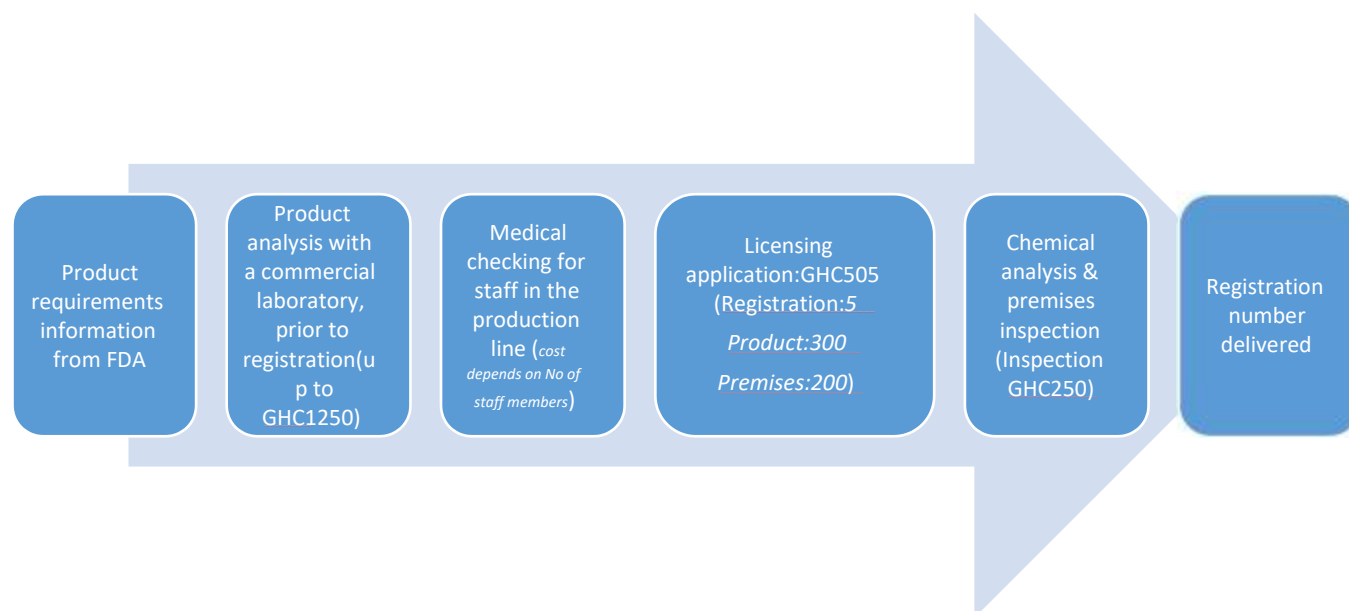 Product
requirements
information
from FDA
Product
analysis with
a commercial
laboratory,
prior to
registration(u
p to
GHC1250)
Medical
checking for
staff in the
production
line (cost
depends on No of
staff members)
Licensing
application:GHC505
(Registration:5
Product:300
Premises:200)
Chemical
analysis &
premises
inspection
(Inspection
GHC250)
Registration
number
delivered